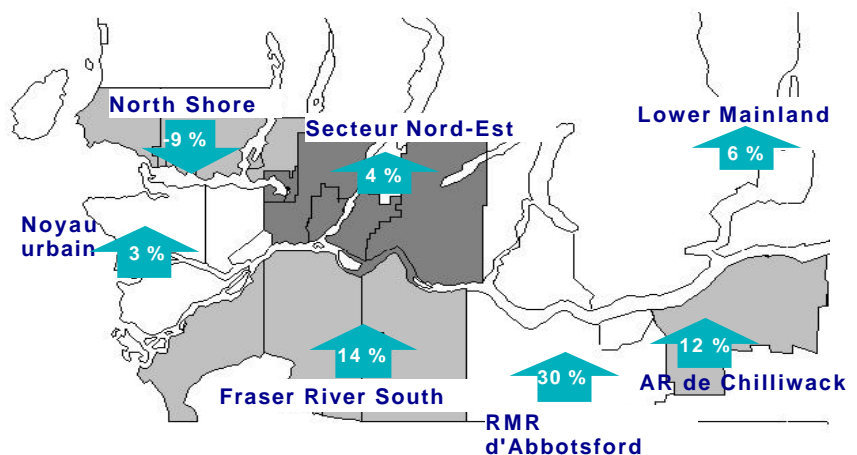 North Shore
-9 %
Secteur Nord-Est
4 %
Lower Mainland
6 %
Noyau
urbain
3 %
14 %
Fraser River South
30 %
RMR
d'Abbotsford
12 %
AR de Chilliwack